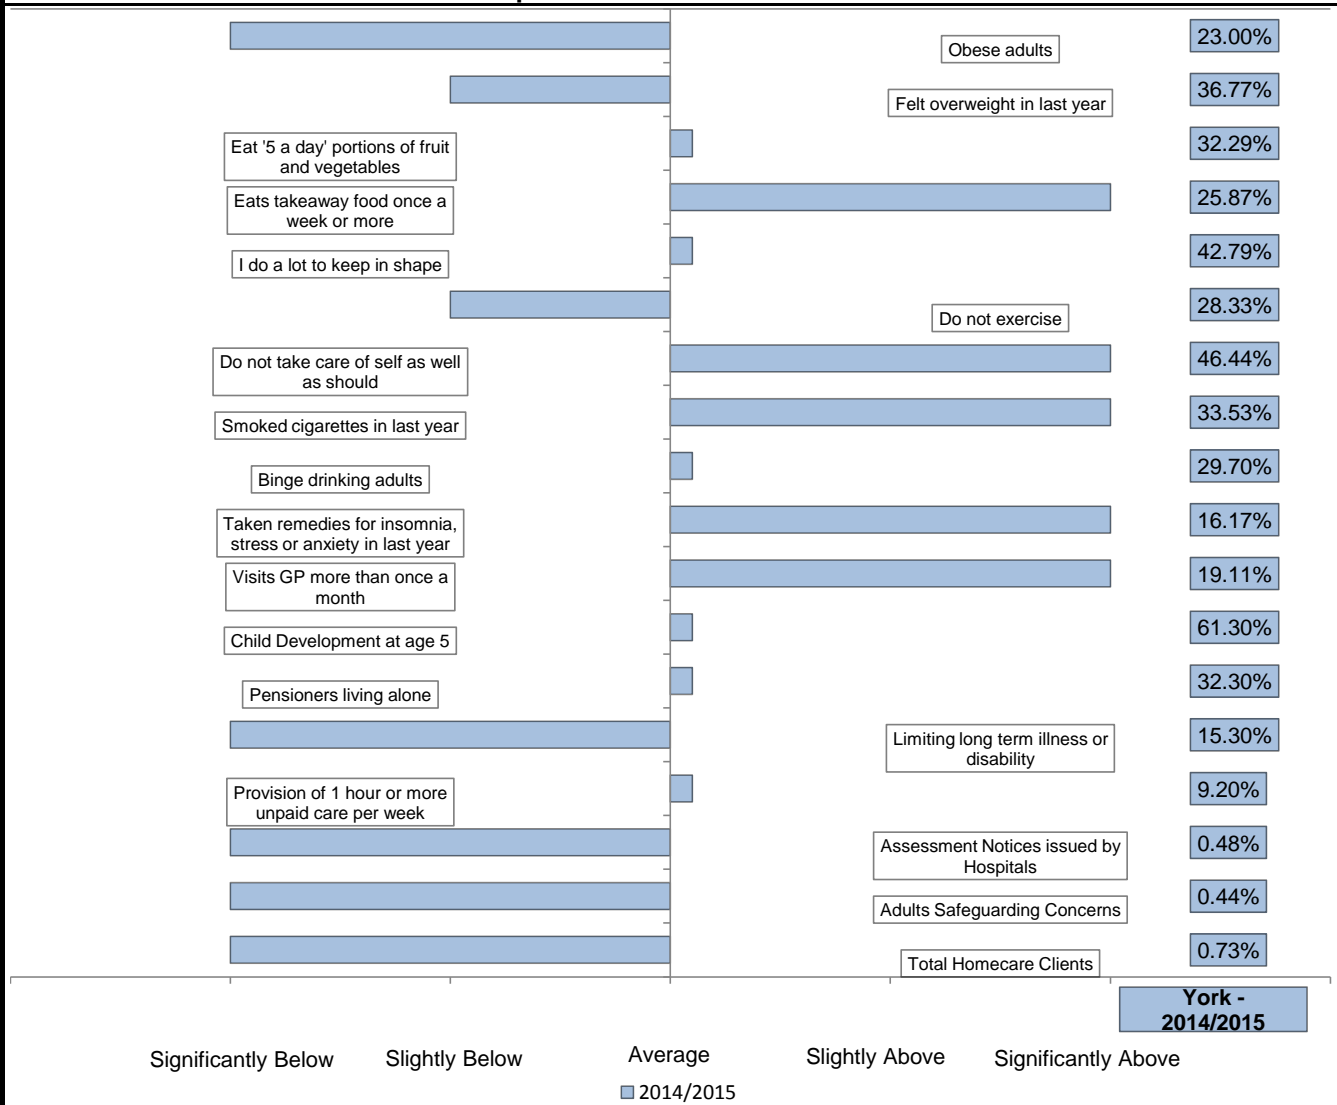 Obese adults
23.00%
Felt overweight in last year
36.77%
Eat '5 a day' portions of fruit
and vegetables
32.29%
Eats takeaway food once a
week or more
25.87%
I do a lot to keep in shape
42.79%
Do not exercise
28.33%
Do not take care of self as well
as should
46.44%
Smoked cigarettes in last year
33.53%
Binge drinking adults
29.70%
Taken remedies for insomnia,
stress or anxiety in last year
16.17%
Visits GP more than once a
month
19.11%
Child Development at age 5
61.30%
Pensioners living alone
32.30%
Limiting long term illness or
disability
15.30%
Provision of 1 hour or more
unpaid care per week
9.20%
Assessment Notices issued by
Hospitals
0.48%
Adults Safeguarding Concerns
0.44%
Total Homecare Clients
0.73%
York -
2014/2015
Significantly Below Slightly Below Average Slightly Above Significantly Above
2014/2015